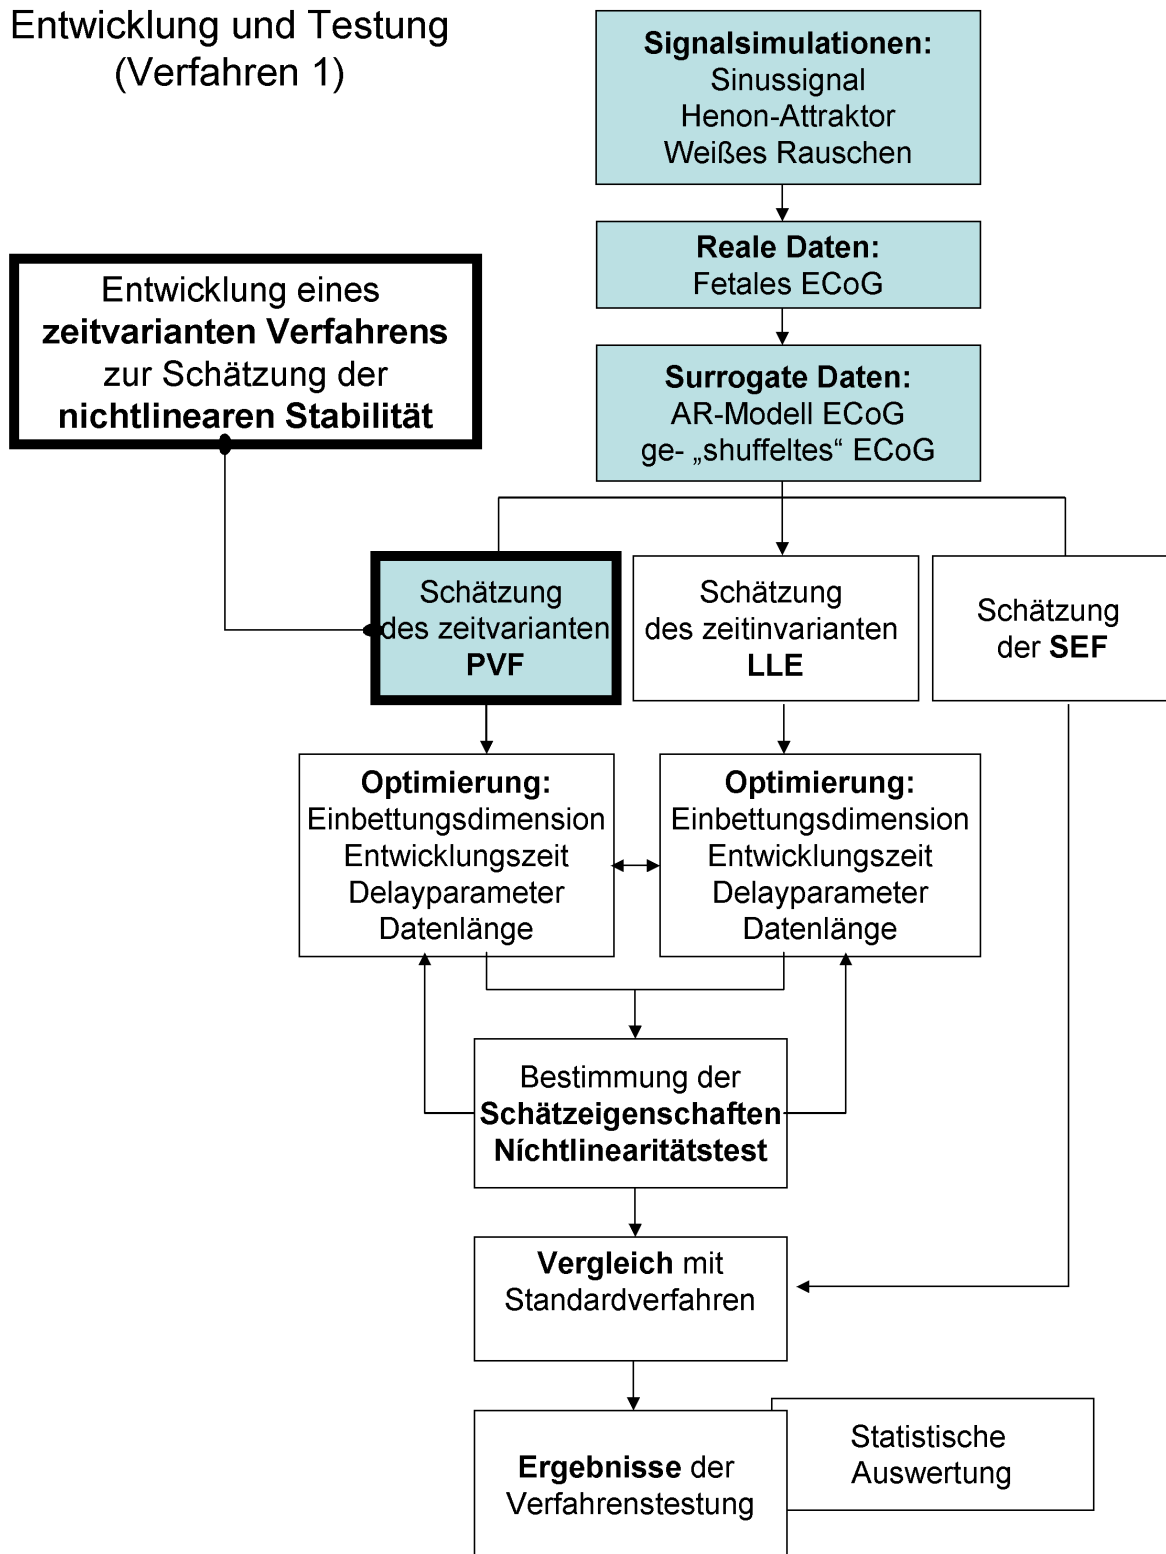 Entwicklung und Testung
(Verfahren 1)
Signalsimulationen:
Sinussignal
Henon-Attraktor
Weißes Rauschen
Reale Daten:
Fetales ECoG
Entwicklung eines
zeitvarianten Verfahrens
zur Schätzung der
nichtlinearen Stabilität
Surrogate Daten:
AR-Modell ECoG
ge- „shuffeltes“ ECoG
Schätzung
des zeitvarianten
PVF
Schätzung
des zeitinvarianten
LLE
Schätzung
der SEF
Optimierung:
Einbettungsdimension
Entwicklungszeit
Delayparameter
Datenlänge
Optimierung:
Einbettungsdimension
Entwicklungszeit
Delayparameter
Datenlänge
Bestimmung der
Schätzeigenschaften
Níchtlinearitätstest
Vergleich mit
Standardverfahren
Ergebnisse der
Verfahrenstestung
Statistische
Auswertung